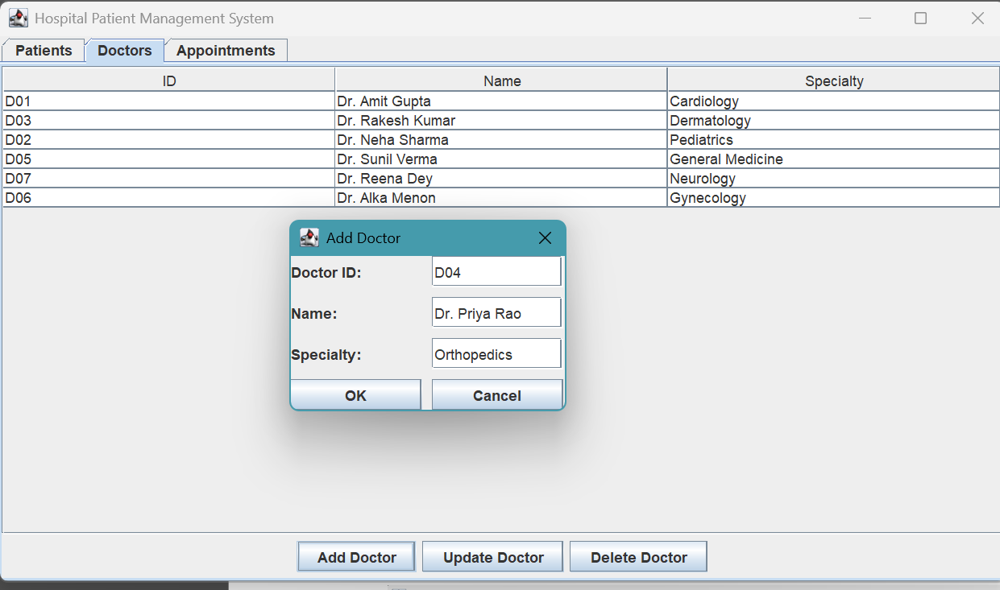 Hospital Patient Management System
Patients Doctors Appointments
ID Name Specialty
D01 Dr. Amit Gupta Cardiology
D03 Dr. Rakesh Kumar Dermatology
D02 Dr. Neha Sharma Pediatrics
D05 Dr. Sunil Verma General Medicine
D07 Dr. Reena Dey Neurology
D06 Dr. Alka Menon Gynecology
Add Doctor
Doctor ID: D04
Name: Dr. Priya Rao
Specialty: Orthopedics
OK Cancel
Add Doctor Update Doctor Delete Doctor